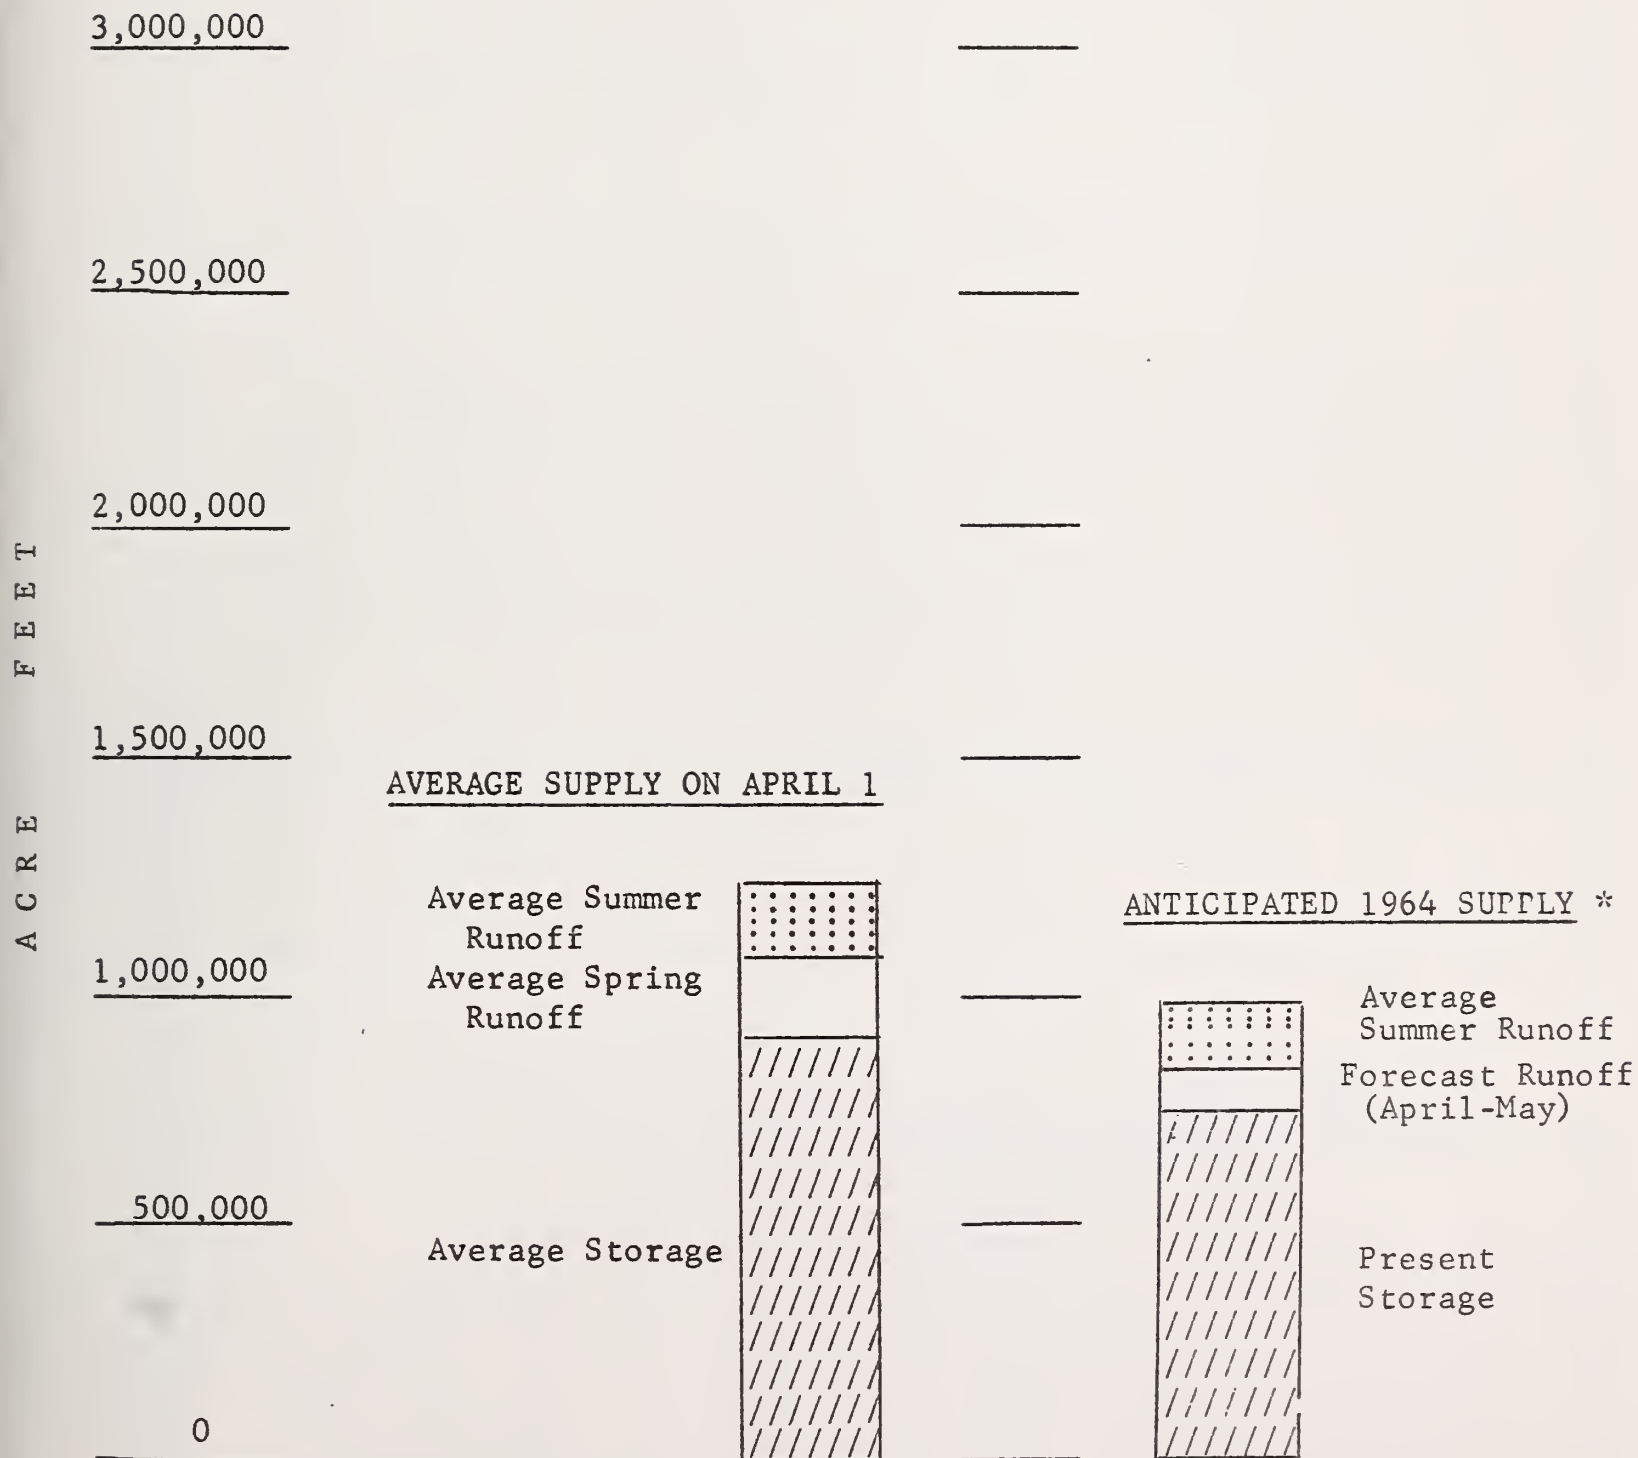 3,000,000
2,500,000
2,000,000
1,500,000
1,000,000
500,000
0
ACRE FEET
AVERAGE SUPPLY ON APRIL 1
Average Summer
Runoff
Average Spring
Runoff
Average Storage
ANTICIPATED 1964 SUPPLY *
Average
Summer Runoff
Forecast Runoff
(April-May)
Present
Storage